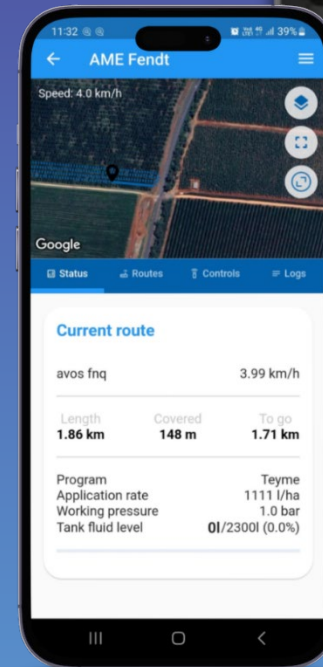 11:32
4G 39%
AME Fendt
Speed: 4.0 km/h
Google
Status Routes Controls Logs
Current route
avos fnq 3.99 km/h
Length Covered To go
1.86 km 148 m 1.71 km
Program Teyme
Application rate 1111 l/ha
Working pressure 1.0 bar
Tank fluid level 0l/2300l (0.0%)